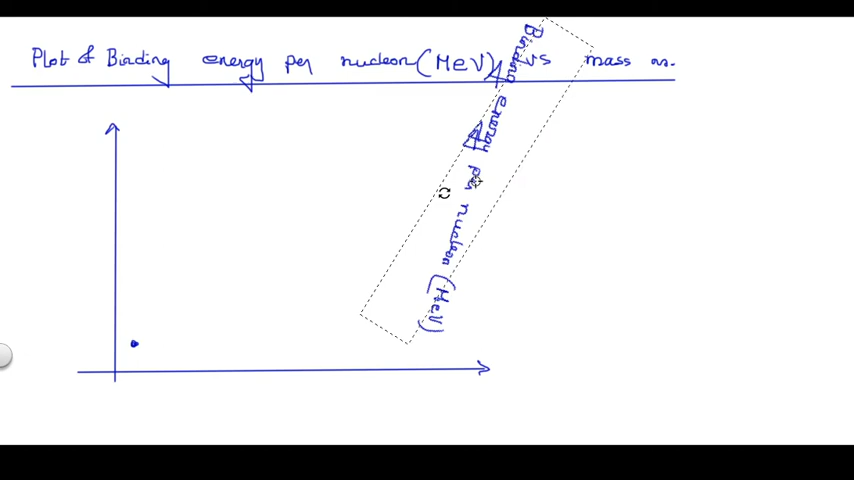 Plot of Binding energy per nucleon (MeV) vs mass no.
Binding energy per nucleon (MeV)